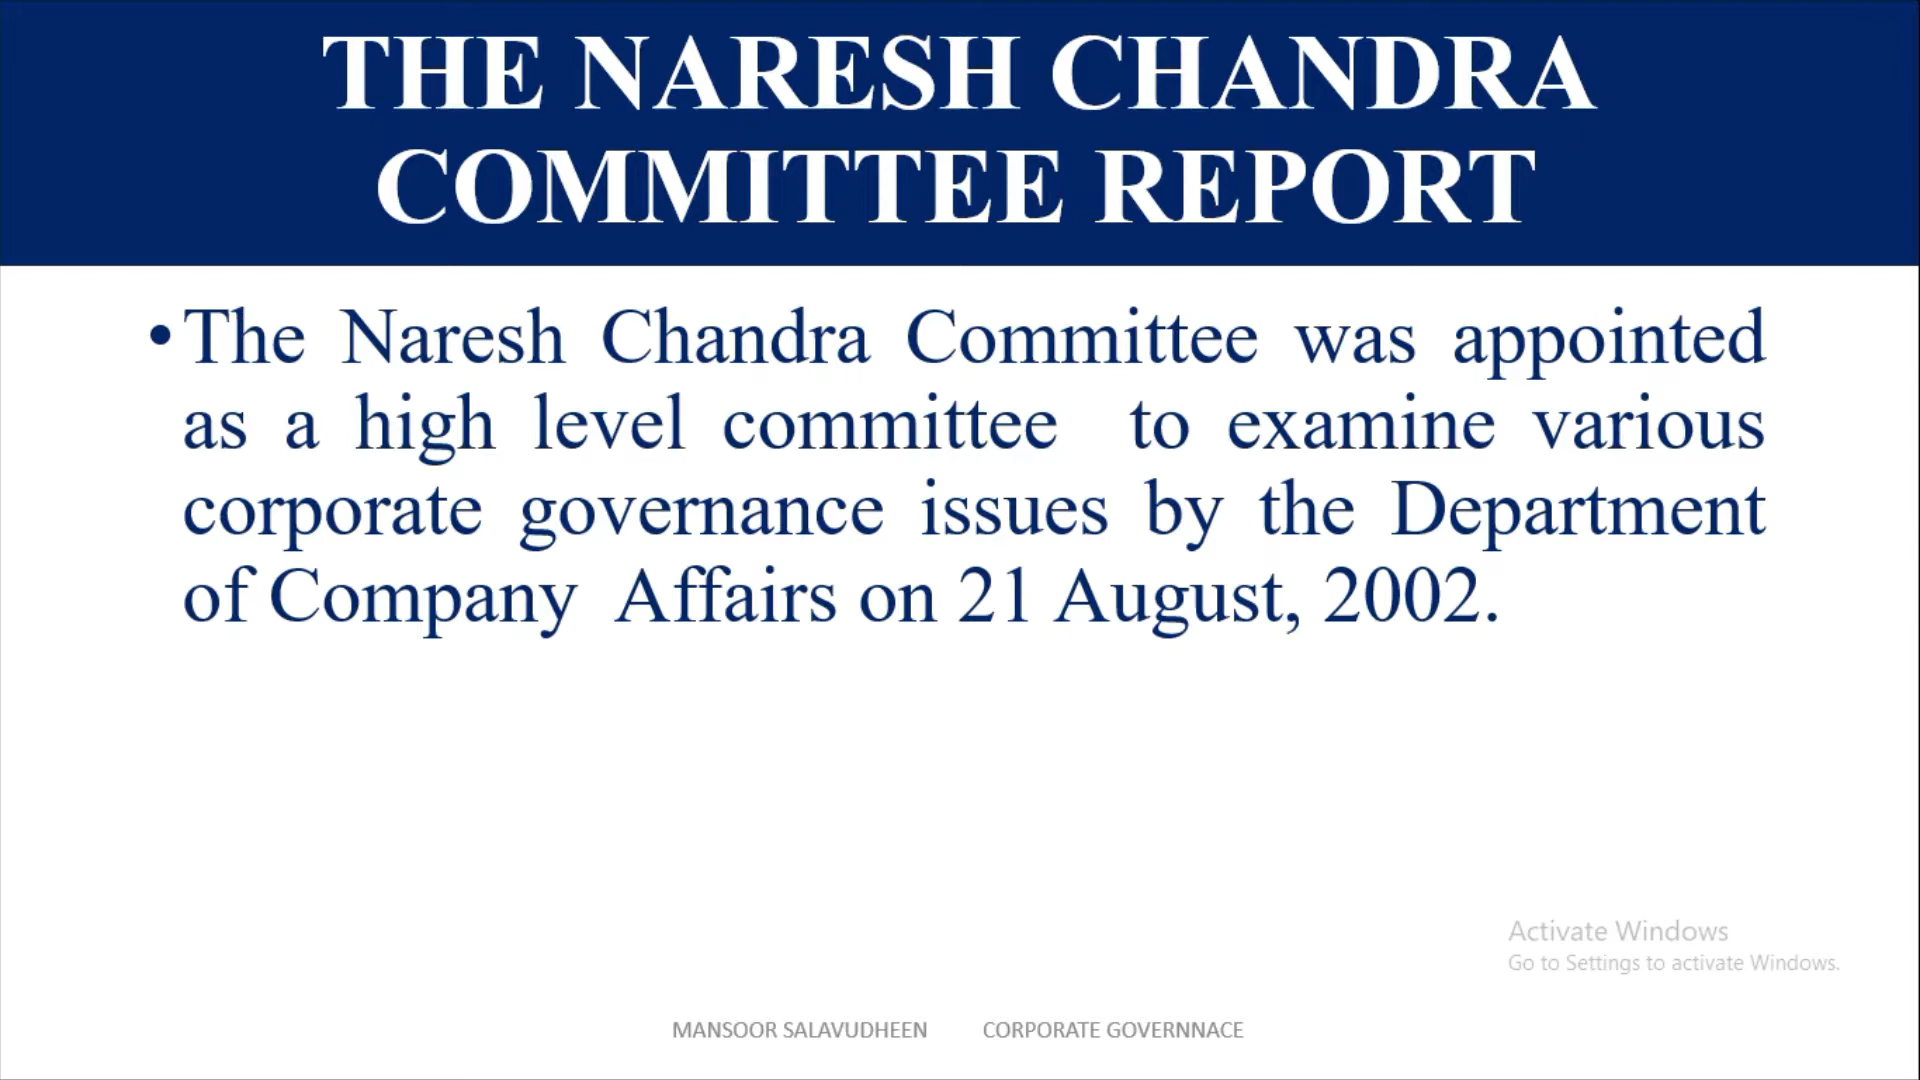 THE NARESH CHANDRA
COMMITTEE REPORT
•The Naresh Chandra Committee was appointed
as a high level committee to examine various
corporate governance issues by the Department
of Company Affairs on 21 August, 2002.
Activate Windows
Go to Settings to activate Windows.
MANSOOR SALAVUDHEEN CORPORATE GOVERNNACE